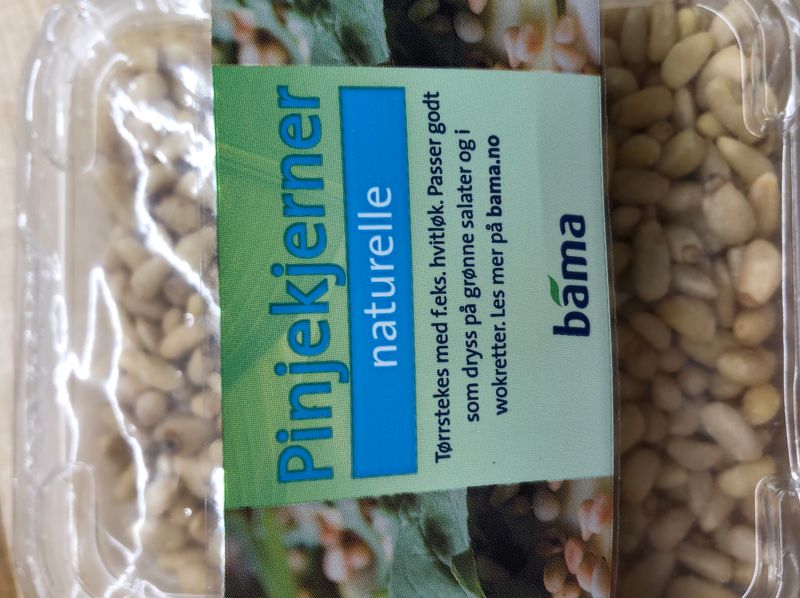 Pinjekjerner
naturelle
Tørrstekes med f.eks. hvitløk. Passer godt
som dryss på grønne salater og i
wokretter. Les mer på bama.no
bama